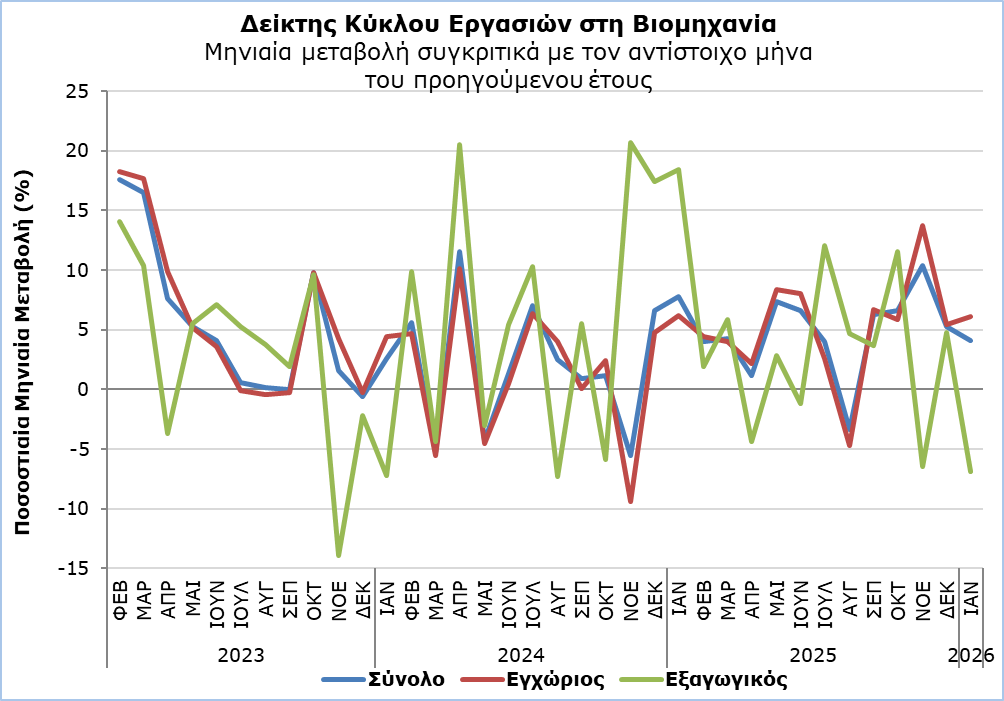 Δείκτης Κύκλου Εργασιών στη Βιομηχανία
Μηνιαία μεταβολή συγκριτικά με τον αντίστοιχο μήνα
του προηγούμενου έτους
Ποσοστιαία Μηνιαία Μεταβολή (%)
25
20
15
10
5
0
-5
-10
-15
ΦΕΒ ΜΑΡ ΑΠΡ ΜΑΙ ΙΟΥΝ ΙΟΥΛ ΑΥΓ ΣΕΠ ΟΚΤ ΝΟΕ ΔΕΚ ΙΑΝ ΦΕΒ ΜΑΡ ΑΠΡ ΜΑΙ ΙΟΥΝ ΙΟΥΛ ΑΥΓ ΣΕΠ ΟΚΤ ΝΟΕ ΔΕΚ ΙΑΝ ΦΕΒ ΜΑΡ ΑΠΡ ΜΑΙ ΙΟΥΝ ΙΟΥΛ ΑΥΓ ΣΕΠ ΟΚΤ ΝΟΕ ΔΕΚ ΙΑΝ
2023 2024 2025 2026
Σύνολο Εγχώριος Εξαγωγικός